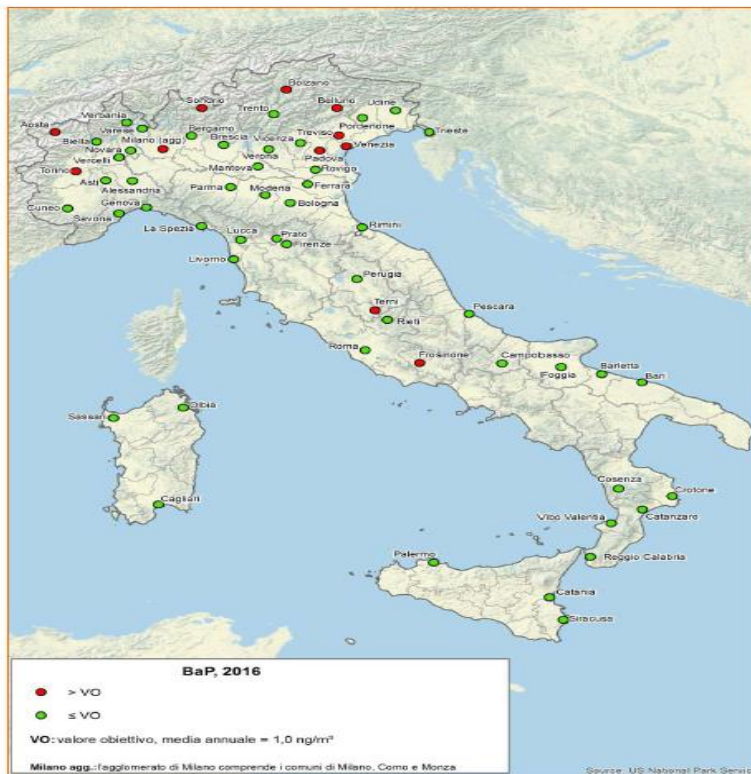 Bolzano
Sondrio
Belluno
Udine
Trento
Verbania
Aosta
Varese
Bergamo
Pordenone
Trieste
Biella
Milano (agg)
Brescia
Vicenza
Treviso
Novara
Venezia
Vercelli
Verona
Padova
Torino
Mantova
Rovigo
Asti
Alessandria
Parma
Modena
Ferrara
Cuneo
Genova
Bologna
Savona
La Spezia
Lucca
Prato
Rimini
Firenze
Livorno
Perugia
Terni
Pescara
Rieti
Roma
Frosinone
Campobasso
Foggia
Barletta
Bari
Olbia
Sassari
Cagliari
Cosenza
Crotone
Vibo Valentia
Catanzaro
Palermo
Reggio Calabria
Catania
Siracusa
BaP, 2016
> VO
≤ VO
VO: valore obiettivo, media annuale = 1,0 ng/m³
Milano agg.: l'agglomerato di Milano comprende i comuni di Milano, Como e Monza
Source: US National Park Servic